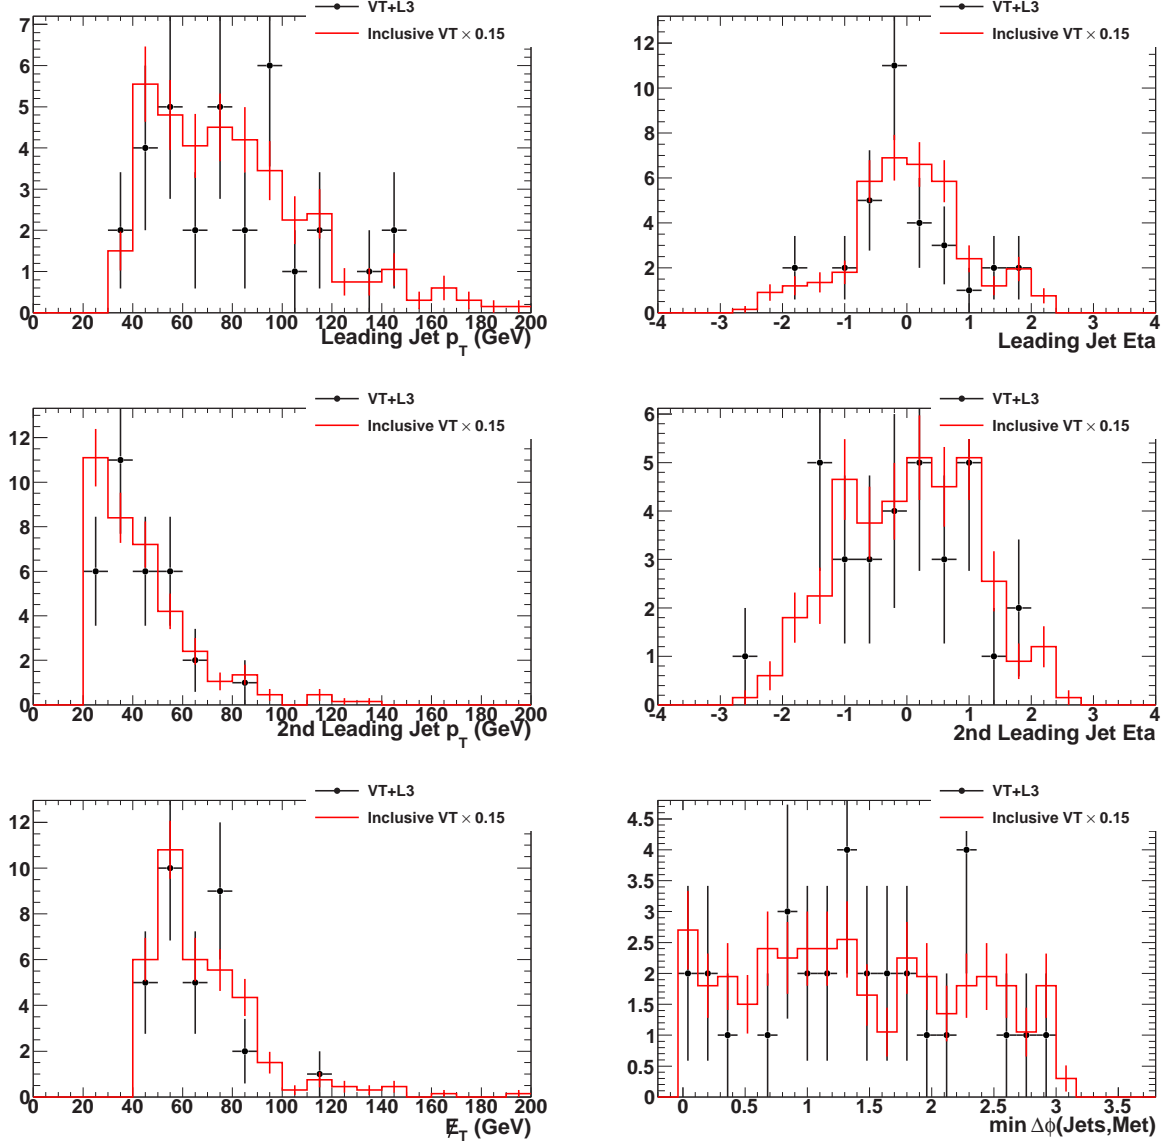 VT+L3
Inclusive VT × 0.15
7
6
5
4
3
2
1
0
0 20 40 60 80 100 120 140 160 180 200
Leading Jet p_T (GeV)
VT+L3
Inclusive VT × 0.15
12
10
8
6
4
2
0
-4 -3 -2 -1 0 1 2 3 4
Leading Jet Eta
VT+L3
Inclusive VT × 0.15
12
10
8
6
4
2
0
0 20 40 60 80 100 120 140 160 180 200
2nd Leading Jet p_T (GeV)
VT+L3
Inclusive VT × 0.15
6
5
4
3
2
1
0
-4 -3 -2 -1 0 1 2 3 4
2nd Leading Jet Eta
VT+L3
Inclusive VT × 0.15
12
10
8
6
4
2
0
0 20 40 60 80 100 120 140 160 180 200
E̸_T (GeV)
VT+L3
Inclusive VT × 0.15
4.5
4
3.5
3
2.5
2
1.5
1
0.5
0
0 0.5 1 1.5 2 2.5 3 3.5
min Δϕ(Jets,Met)